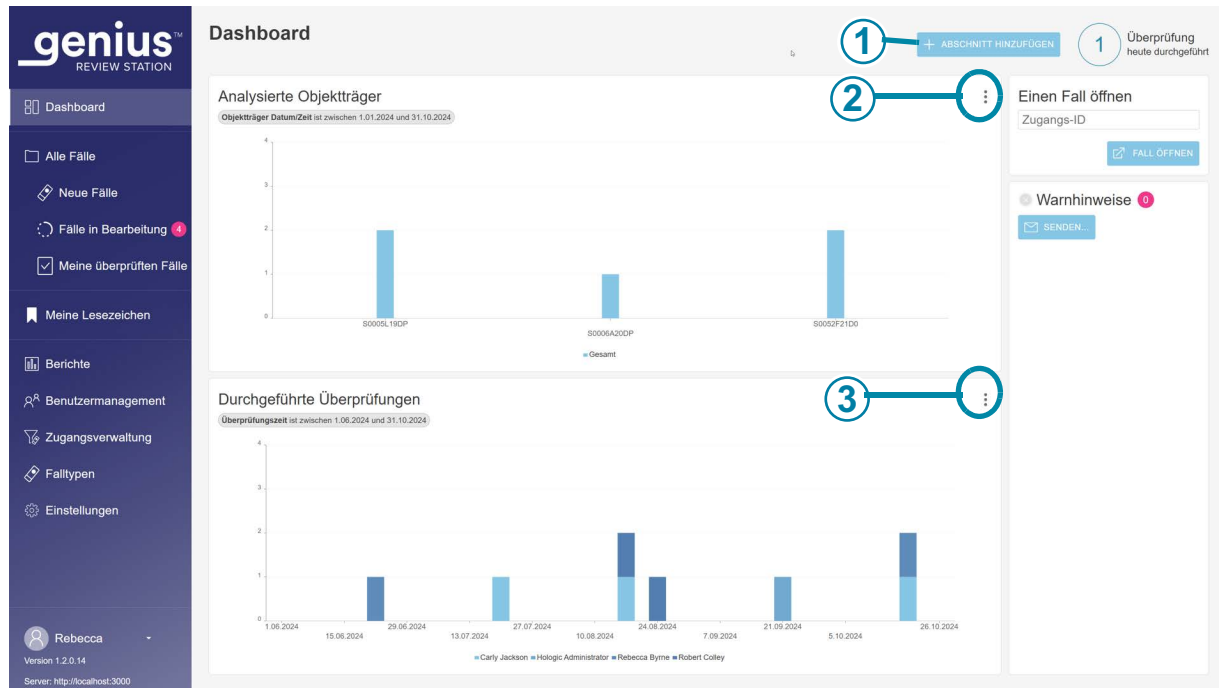 genius™
REVIEW STATION
Dashboard
Alle Fälle
Neue Fälle
Fälle in Bearbeitung 4
Meine überprüften Fälle
Meine Lesezeichen
Berichte
Benutzermanagement
Zugangsverwaltung
Falltypen
Einstellungen
Rebecca
Version 1.2.0.14
Server: http://localhost:3000
Dashboard
1
+ ABSCHNITT HINZUFÜGEN
1
Überprüfung
heute durchgeführt
Analysierte Objektträger
2
Objektträger Datum/Zeit ist zwischen 1.01.2024 und 31.10.2024
4
3
2
1
0
S0005L19DP
S0006A20DP
S0052F21D0
Gesamt
Durchgeführte Überprüfungen
3
Überprüfungszeit ist zwischen 1.06.2024 und 31.10.2024
4
3
2
1
0
1.06.2024
15.06.2024
29.06.2024
13.07.2024
27.07.2024
10.08.2024
24.08.2024
7.09.2024
21.09.2024
5.10.2024
26.10.2024
Carly Jackson Hologic Administrator Rebecca Byrne Robert Colley
Einen Fall öffnen
Zugangs-ID
FALL ÖFFNEN
Warnhinweise 0
SENDEN...